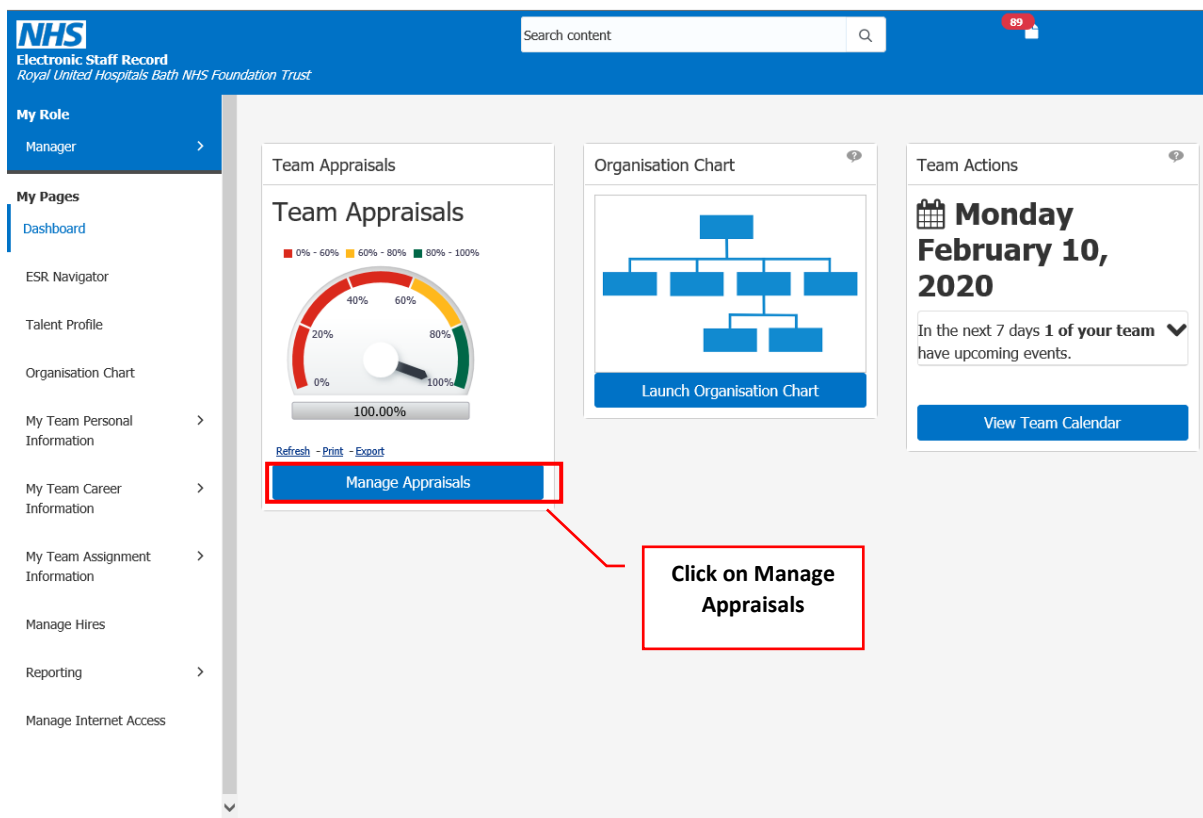 NHS
Electronic Staff Record
Royal United Hospitals Bath NHS Foundation Trust
Search content
89
My Role
Manager
My Pages
Dashboard
ESR Navigator
Talent Profile
Organisation Chart
My Team Personal
Information
My Team Career
Information
My Team Assignment
Information
Manage Hires
Reporting
Manage Internet Access
Team Appraisals
Team Appraisals
0% - 60% 60% - 80% 80% - 100%
40% 60%
20% 80%
0% 100%
100.00%
Refresh - Print - Export
Manage Appraisals
Click on Manage
Appraisals
Organisation Chart
Launch Organisation Chart
Team Actions
Monday
February 10,
2020
In the next 7 days 1 of your team
have upcoming events.
View Team Calendar